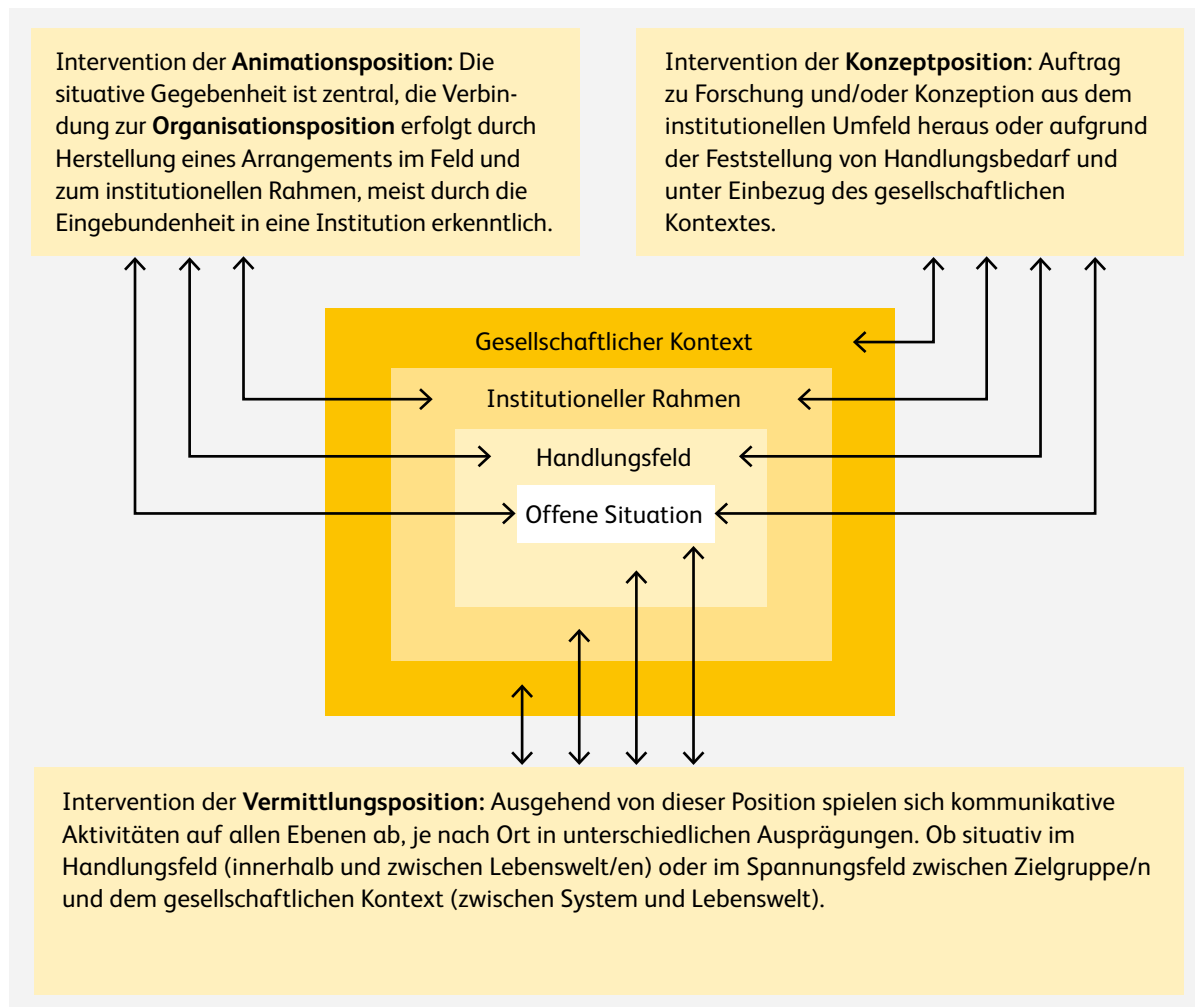 Intervention der Animationsposition: Die
situative Gegebenheit ist zentral, die Verbin-
dung zur Organisationsposition erfolgt durch
Herstellung eines Arrangements im Feld und
zum institutionellen Rahmen, meist durch die
Eingebundenheit in eine Institution erkenntlich.
Intervention der Konzeptposition: Auftrag
zu Forschung und/oder Konzeption aus dem
institutionellen Umfeld heraus oder aufgrund
der Feststellung von Handlungsbedarf und
unter Einbezug des gesellschaftlichen
Kontextes.
Gesellschaftlicher Kontext
Institutioneller Rahmen
Handlungsfeld
Offene Situation
Intervention der Vermittlungsposition: Ausgehend von dieser Position spielen sich kommunikative
Aktivitäten auf allen Ebenen ab, je nach Ort in unterschiedlichen Ausprägungen. Ob situativ im
Handlungsfeld (innerhalb und zwischen Lebenswelt/en) oder im Spannungsfeld zwischen Zielgruppe/n
und dem gesellschaftlichen Kontext (zwischen System und Lebenswelt).